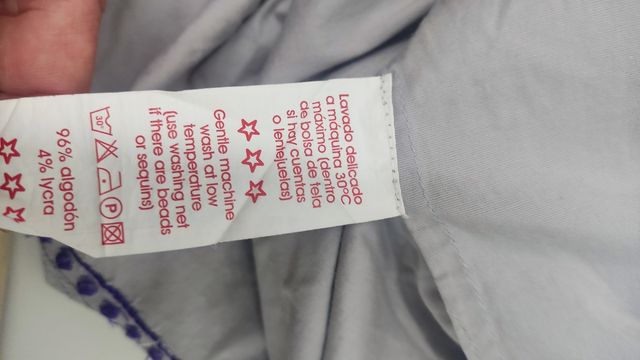 Lavado delicado
a máquina 30ºC
máximo (dentro
de bolsa de tela
si hay cuentas
o lentejuelas)
Gentle machine
wash at low
temperature
(use washing net
if there are beads
or sequins)
30°
P
96% algodón
4% lycra